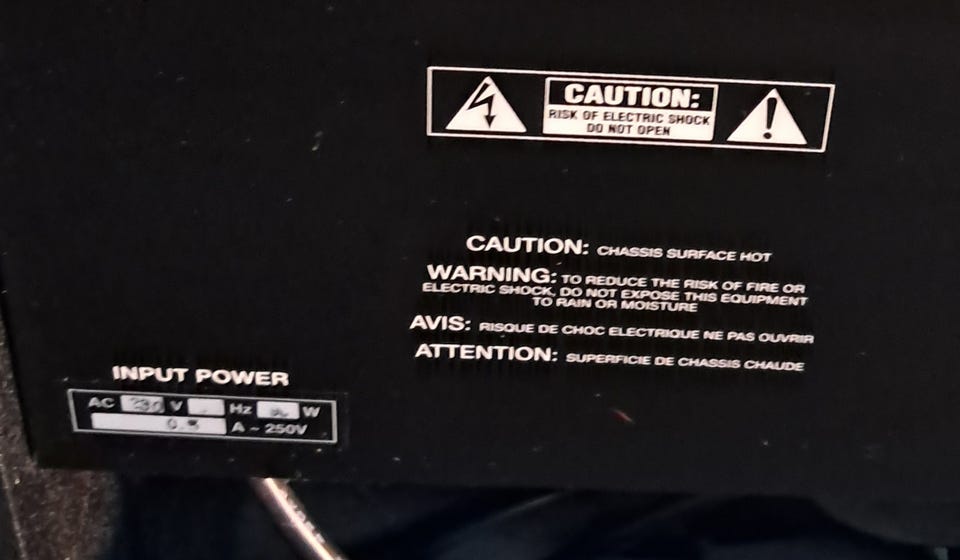 CAUTION:
RISK OF ELECTRIC SHOCK
DO NOT OPEN
CAUTION: CHASSIS SURFACE HOT
WARNING: TO REDUCE THE RISK OF FIRE OR
ELECTRIC SHOCK, DO NOT EXPOSE THIS EQUIPMENT
TO RAIN OR MOISTURE
AVIS: RISQUE DE CHOC ELECTRIQUE NE PAS OUVRIR
ATTENTION: SUPERFICIE DE CHASSIS CHAUDE
INPUT POWER
AC V Hz W
A ~ 250V